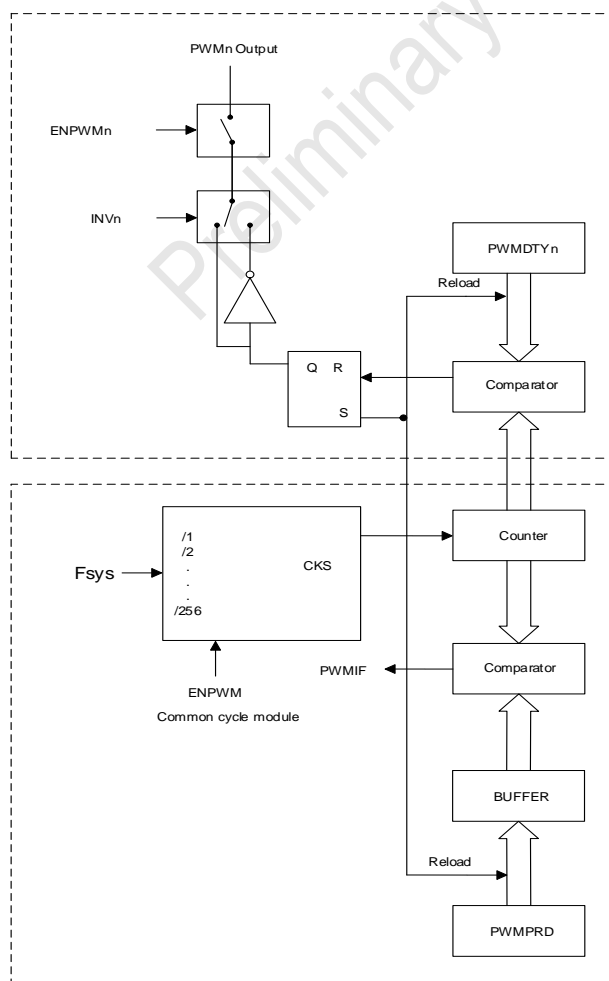 Preliminary
PWMn Output
ENPWMn
INVn
PWMDTYn
Reload
Q R
S
Comparator
/1
/2
.
.
.
/256
CKS
Fsys
Counter
ENPWM
Common cycle module
PWMIF
Comparator
BUFFER
Reload
PWMPRD